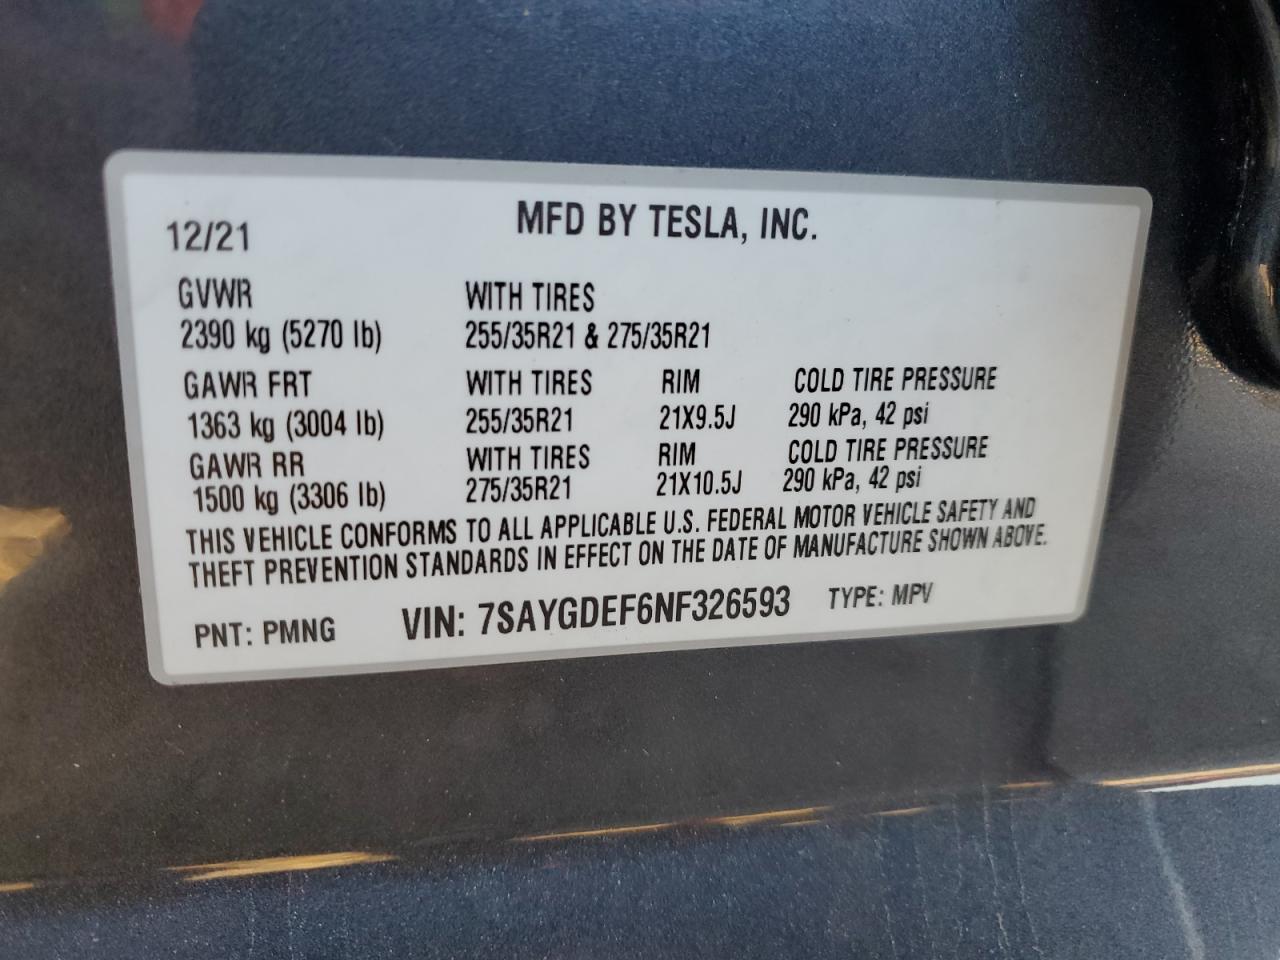 MFD BY TESLA, INC.
12/21
GVWR WITH TIRES
2390 kg (5270 lb) 255/35R21 & 275/35R21
GAWR FRT WITH TIRES RIM COLD TIRE PRESSURE
1363 kg (3004 lb) 255/35R21 21X9.5J 290 kPa, 42 psi
GAWR RR WITH TIRES RIM COLD TIRE PRESSURE
1500 kg (3306 lb) 275/35R21 21X10.5J 290 kPa, 42 psi
THIS VEHICLE CONFORMS TO ALL APPLICABLE U.S. FEDERAL MOTOR VEHICLE SAFETY AND
THEFT PREVENTION STANDARDS IN EFFECT ON THE DATE OF MANUFACTURE SHOWN ABOVE.
PNT: PMNG VIN: 7SAYGDEF6NF326593 TYPE: MPV